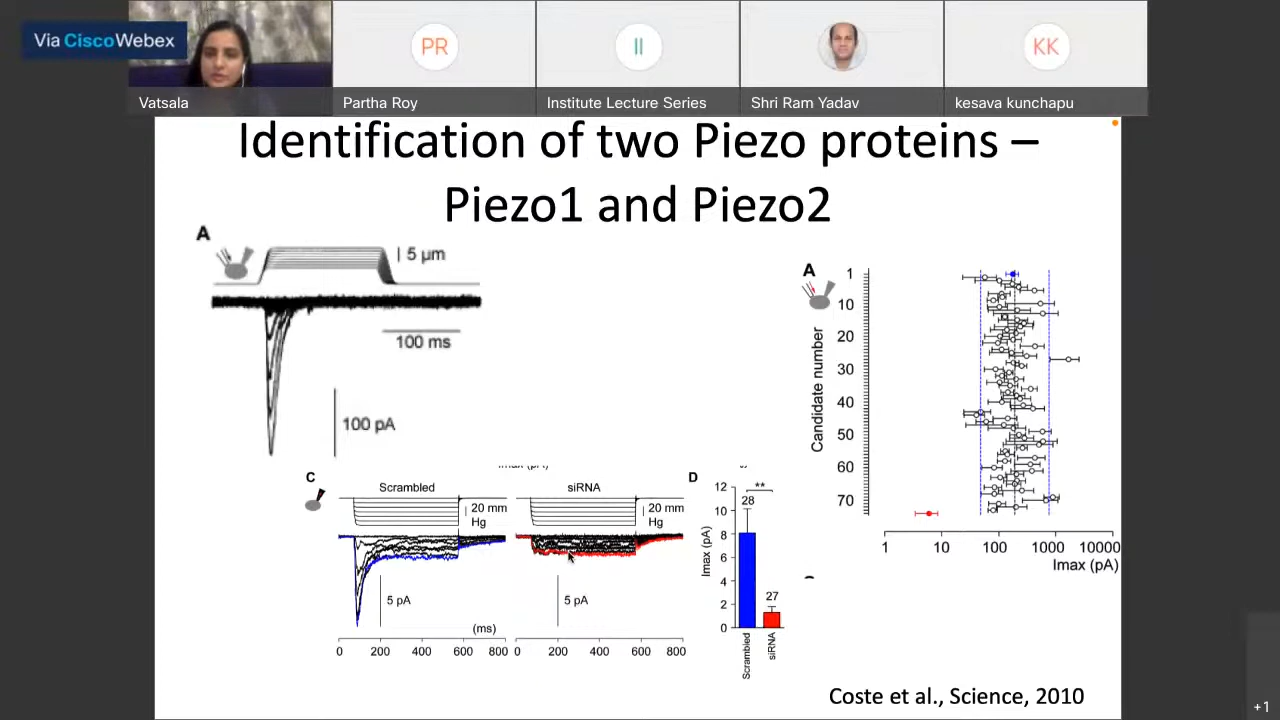 Via CiscoWebex
PR
II
KK
Vatsala
Partha Roy
Institute Lecture Series
Shri Ram Yadav
kesava kunchapu
Identification of two Piezo proteins –
Piezo1 and Piezo2
A
5 µm
100 ms
100 pA
A
Candidate number
1
10
20
30
40
50
60
70
1
10
100
1000
10000
Imax (pA)
C
Scrambled
20 mm
Hg
5 pA
(ms)
0
200
400
600
800
siRNA
20 mm
Hg
5 pA
0
200
400
600
800
D
Imax (pA)
12
10
8
6
4
2
0
**
28
27
Scrambled
siRNA
Coste et al., Science, 2010
+1